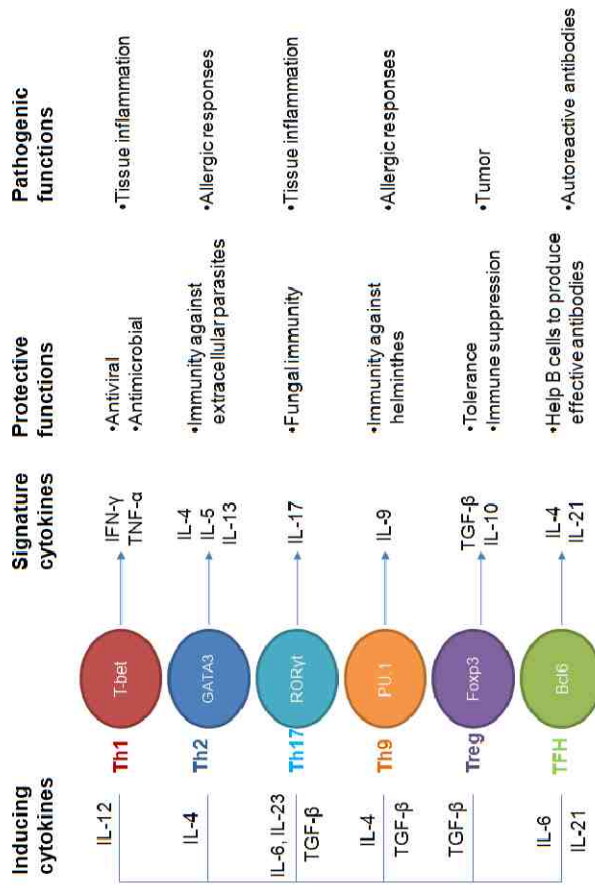 Inducing
cytokines
Signature
cytokines
Protective
functions
Pathogenic
functions
IL-12
Th1
T-bet
IFN-γ
TNF-α
•Antiviral
•Antimicrobial
•Tissue inflammation
IL-4
Th2
GATA3
IL-4
IL-5
IL-13
•Immunity against
extracellular parasites
•Allergic responses
IL-6, IL-23
TGF-β
Th17
RORγt
IL-17
•Fungal immunity
•Tissue inflammation
IL-4
TGF-β
Th9
PU.1
IL-9
•Immunity against
helminthes
•Allergic responses
TGF-β
Treg
Foxp3
TGF-β
IL-10
•Tolerance
•Immune suppression
•Tumor
IL-6
IL-21
TFH
Bcl6
IL-4
IL-21
•Help B cells to produce
effective antibodies
•Autoreactive antibodies